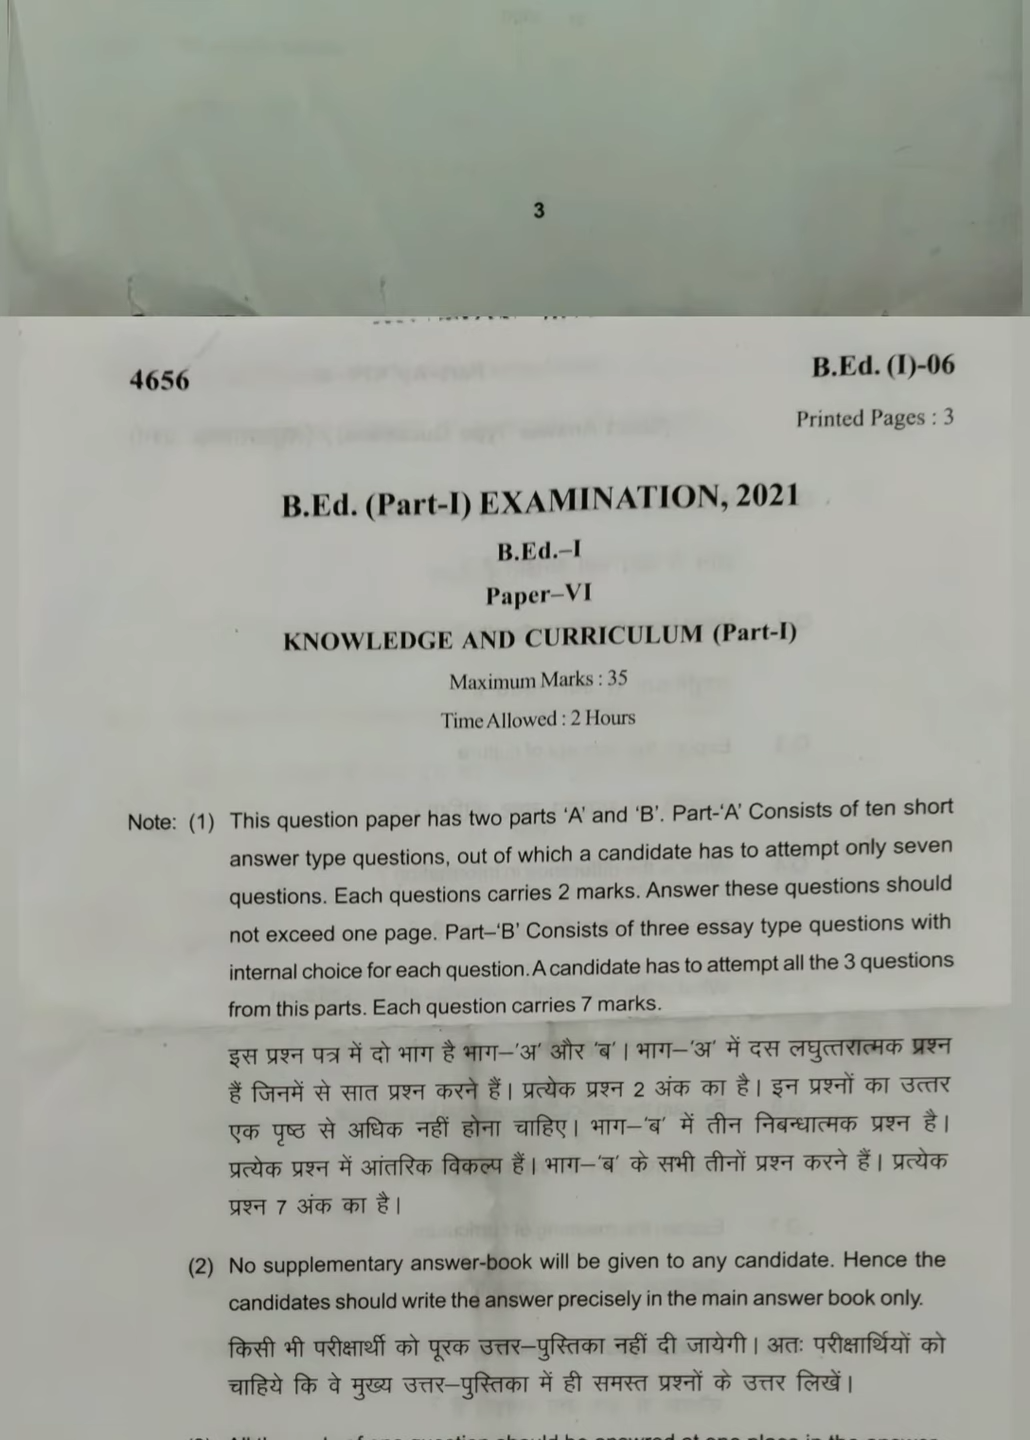 3
4656
B.Ed. (I)-06
Printed Pages : 3
B.Ed. (Part-I) EXAMINATION, 2021
B.Ed.–I
Paper–VI
KNOWLEDGE AND CURRICULUM (Part-I)
Maximum Marks : 35
Time Allowed : 2 Hours
Note: (1) This question paper has two parts ‘A’ and ‘B’. Part-‘A’ Consists of ten short
answer type questions, out of which a candidate has to attempt only seven
questions. Each questions carries 2 marks. Answer these questions should
not exceed one page. Part–‘B’ Consists of three essay type questions with
internal choice for each question. A candidate has to attempt all the 3 questions
from this parts. Each question carries 7 marks.
इस प्रश्न पत्र में दो भाग है भाग–‘अ’ और ‘ब’। भाग–‘अ’ में दस लघुत्तरात्मक प्रश्न
हैं जिनमें से सात प्रश्न करने हैं। प्रत्येक प्रश्न 2 अंक का है। इन प्रश्नों का उत्तर
एक पृष्ठ से अधिक नहीं होना चाहिए। भाग–‘ब’ में तीन निबन्धात्मक प्रश्न है।
प्रत्येक प्रश्न में आंतरिक विकल्प हैं। भाग–‘ब’ के सभी तीनों प्रश्न करने हैं। प्रत्येक
प्रश्न 7 अंक का है।
(2) No supplementary answer-book will be given to any candidate. Hence the
candidates should write the answer precisely in the main answer book only.
किसी भी परीक्षार्थी को पूरक उत्तर–पुस्तिका नहीं दी जायेगी। अतः परीक्षार्थियों को
चाहिये कि वे मुख्य उत्तर–पुस्तिका में ही समस्त प्रश्नों के उत्तर लिखें।